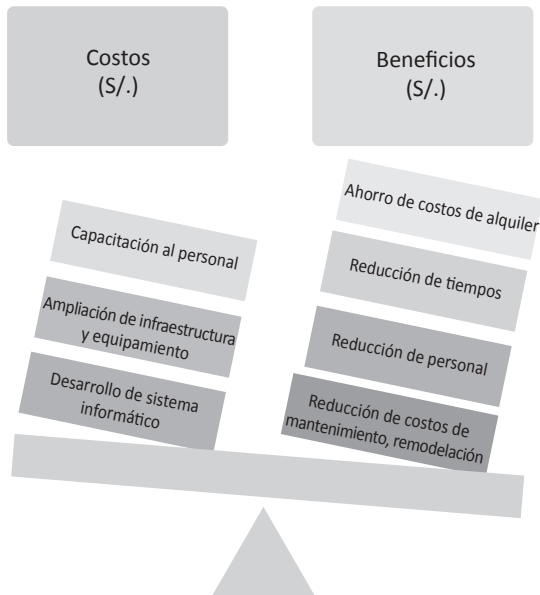 Costos
(S/.)
Beneficios
(S/.)
Capacitación al personal
Ampliación de infraestructura
y equipamiento
Desarrollo de sistema
informático
Ahorro de costos de alquiler
Reducción de tiempos
Reducción de personal
Reducción de costos de
mantenimiento, remodelación